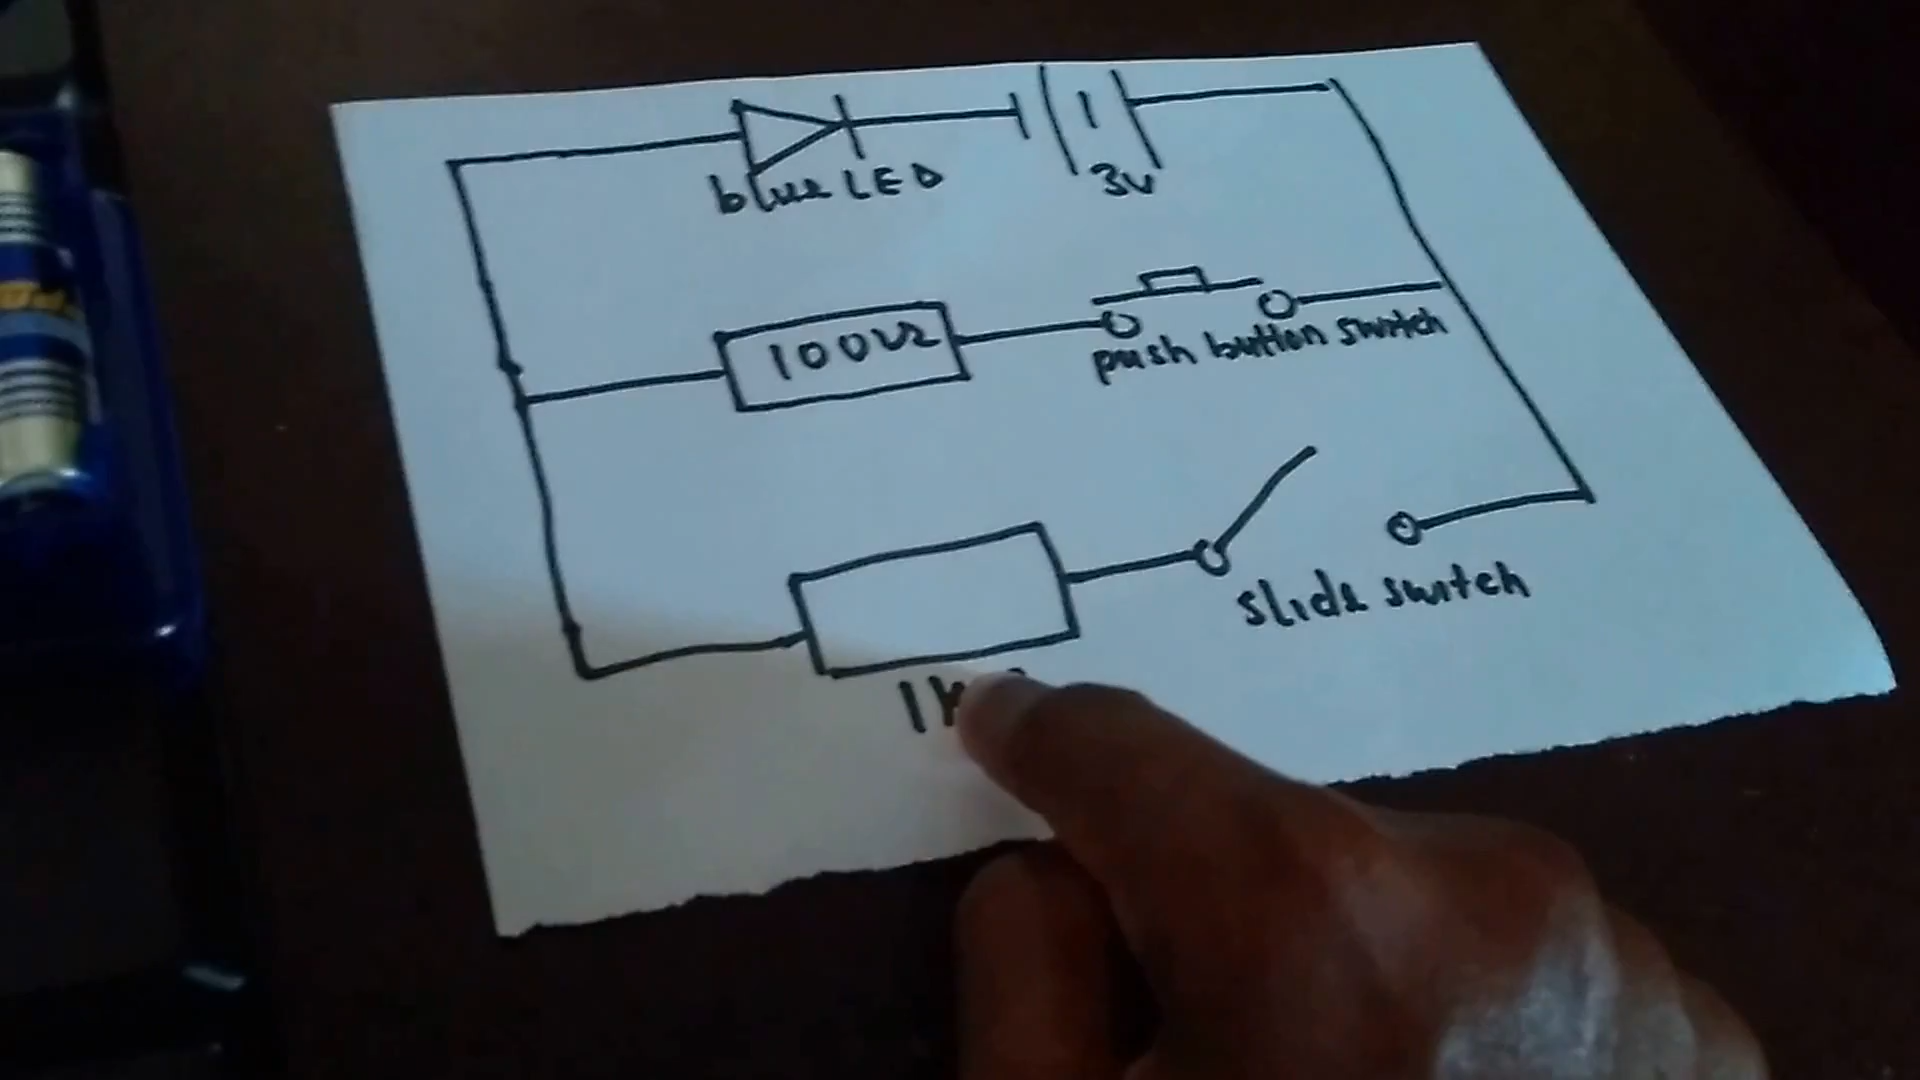 blue LED
3v
100Ω
push button switch
slide switch